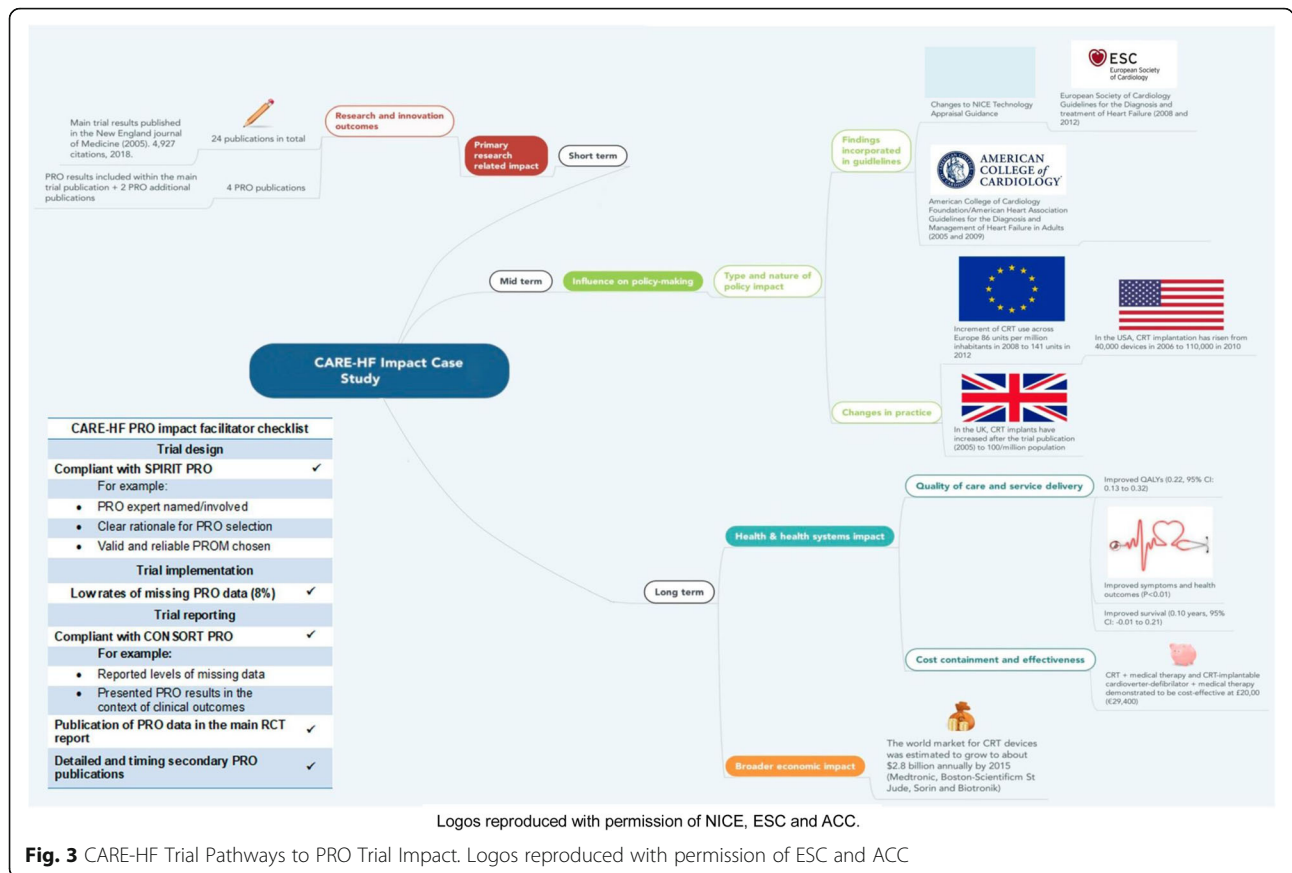 Main trial results published
in the New England journal
of Medicine (2005). 4,927
citations, 2018.
24 publications in total
PRO results included within the main
trial publication + 2 PRO additional
publications
4 PRO publications
Research and innovation
outcomes
Primary
research
related impact
Short term
Mid term
Influence on policy-making
Type and nature of
policy impact
Findings
incorporated
in guidlelines
Changes to NICE Technology
Appraisal Guidance
ESC
European Society
of Cardiology
European Society of Cardiology
Guidelines for the Diagnosis and
treatment of Heart Failure (2008 and
2012)
AMERICAN
COLLEGE of
CARDIOLOGY
American College of Cardiology
Foundation/American Heart Association
Guidelines for the Diagnosis and
Management of Heart Failure in Adults
(2005 and 2009)
Increment of CRT use across
Europe 86 units per million
inhabitants in 2008 to 141 units in
2012
In the USA, CRT implantation has risen from
40,000 devices in 2006 to 110,000 in 2010
Changes in practice
In the UK, CRT implants have
increased after the trial publication
(2005) to 100/million population
CARE-HF Impact Case
Study
CARE-HF PRO impact facilitator checklist
Trial design
Compliant with SPIRIT PRO ✓
For example:
• PRO expert named/involved
• Clear rationale for PRO selection
• Valid and reliable PROM chosen
Trial implementation
Low rates of missing PRO data (8%) ✓
Trial reporting
Compliant with CONSORT PRO ✓
For example:
• Reported levels of missing data
• Presented PRO results in the
context of clinical outcomes
Publication of PRO data in the main RCT
report ✓
Detailed and timing secondary PRO
publications ✓
Long term
Health & health systems impact
Quality of care and service delivery
Improved QALYs (0.22, 95% CI:
0.13 to 0.32)
Improved symptoms and health
outcomes (P<0.01)
Improved survival (0.10 years, 95%
CI: -0.01 to 0.21)
Cost containment and effectiveness
CRT + medical therapy and CRT-implantable
cardioverter-defibrilator + medical therapy
demonstrated to be cost-effective at £20,00
(€29,400)
Broader economic impact
The world market for CRT devices
was estimated to grow to about
$2.8 billion annually by 2015
(Medtronic, Boston-Scientificm St
Jude, Sorin and Biotronik)
Logos reproduced with permission of NICE, ESC and ACC.
Fig. 3 CARE-HF Trial Pathways to PRO Trial Impact. Logos reproduced with permission of ESC and ACC